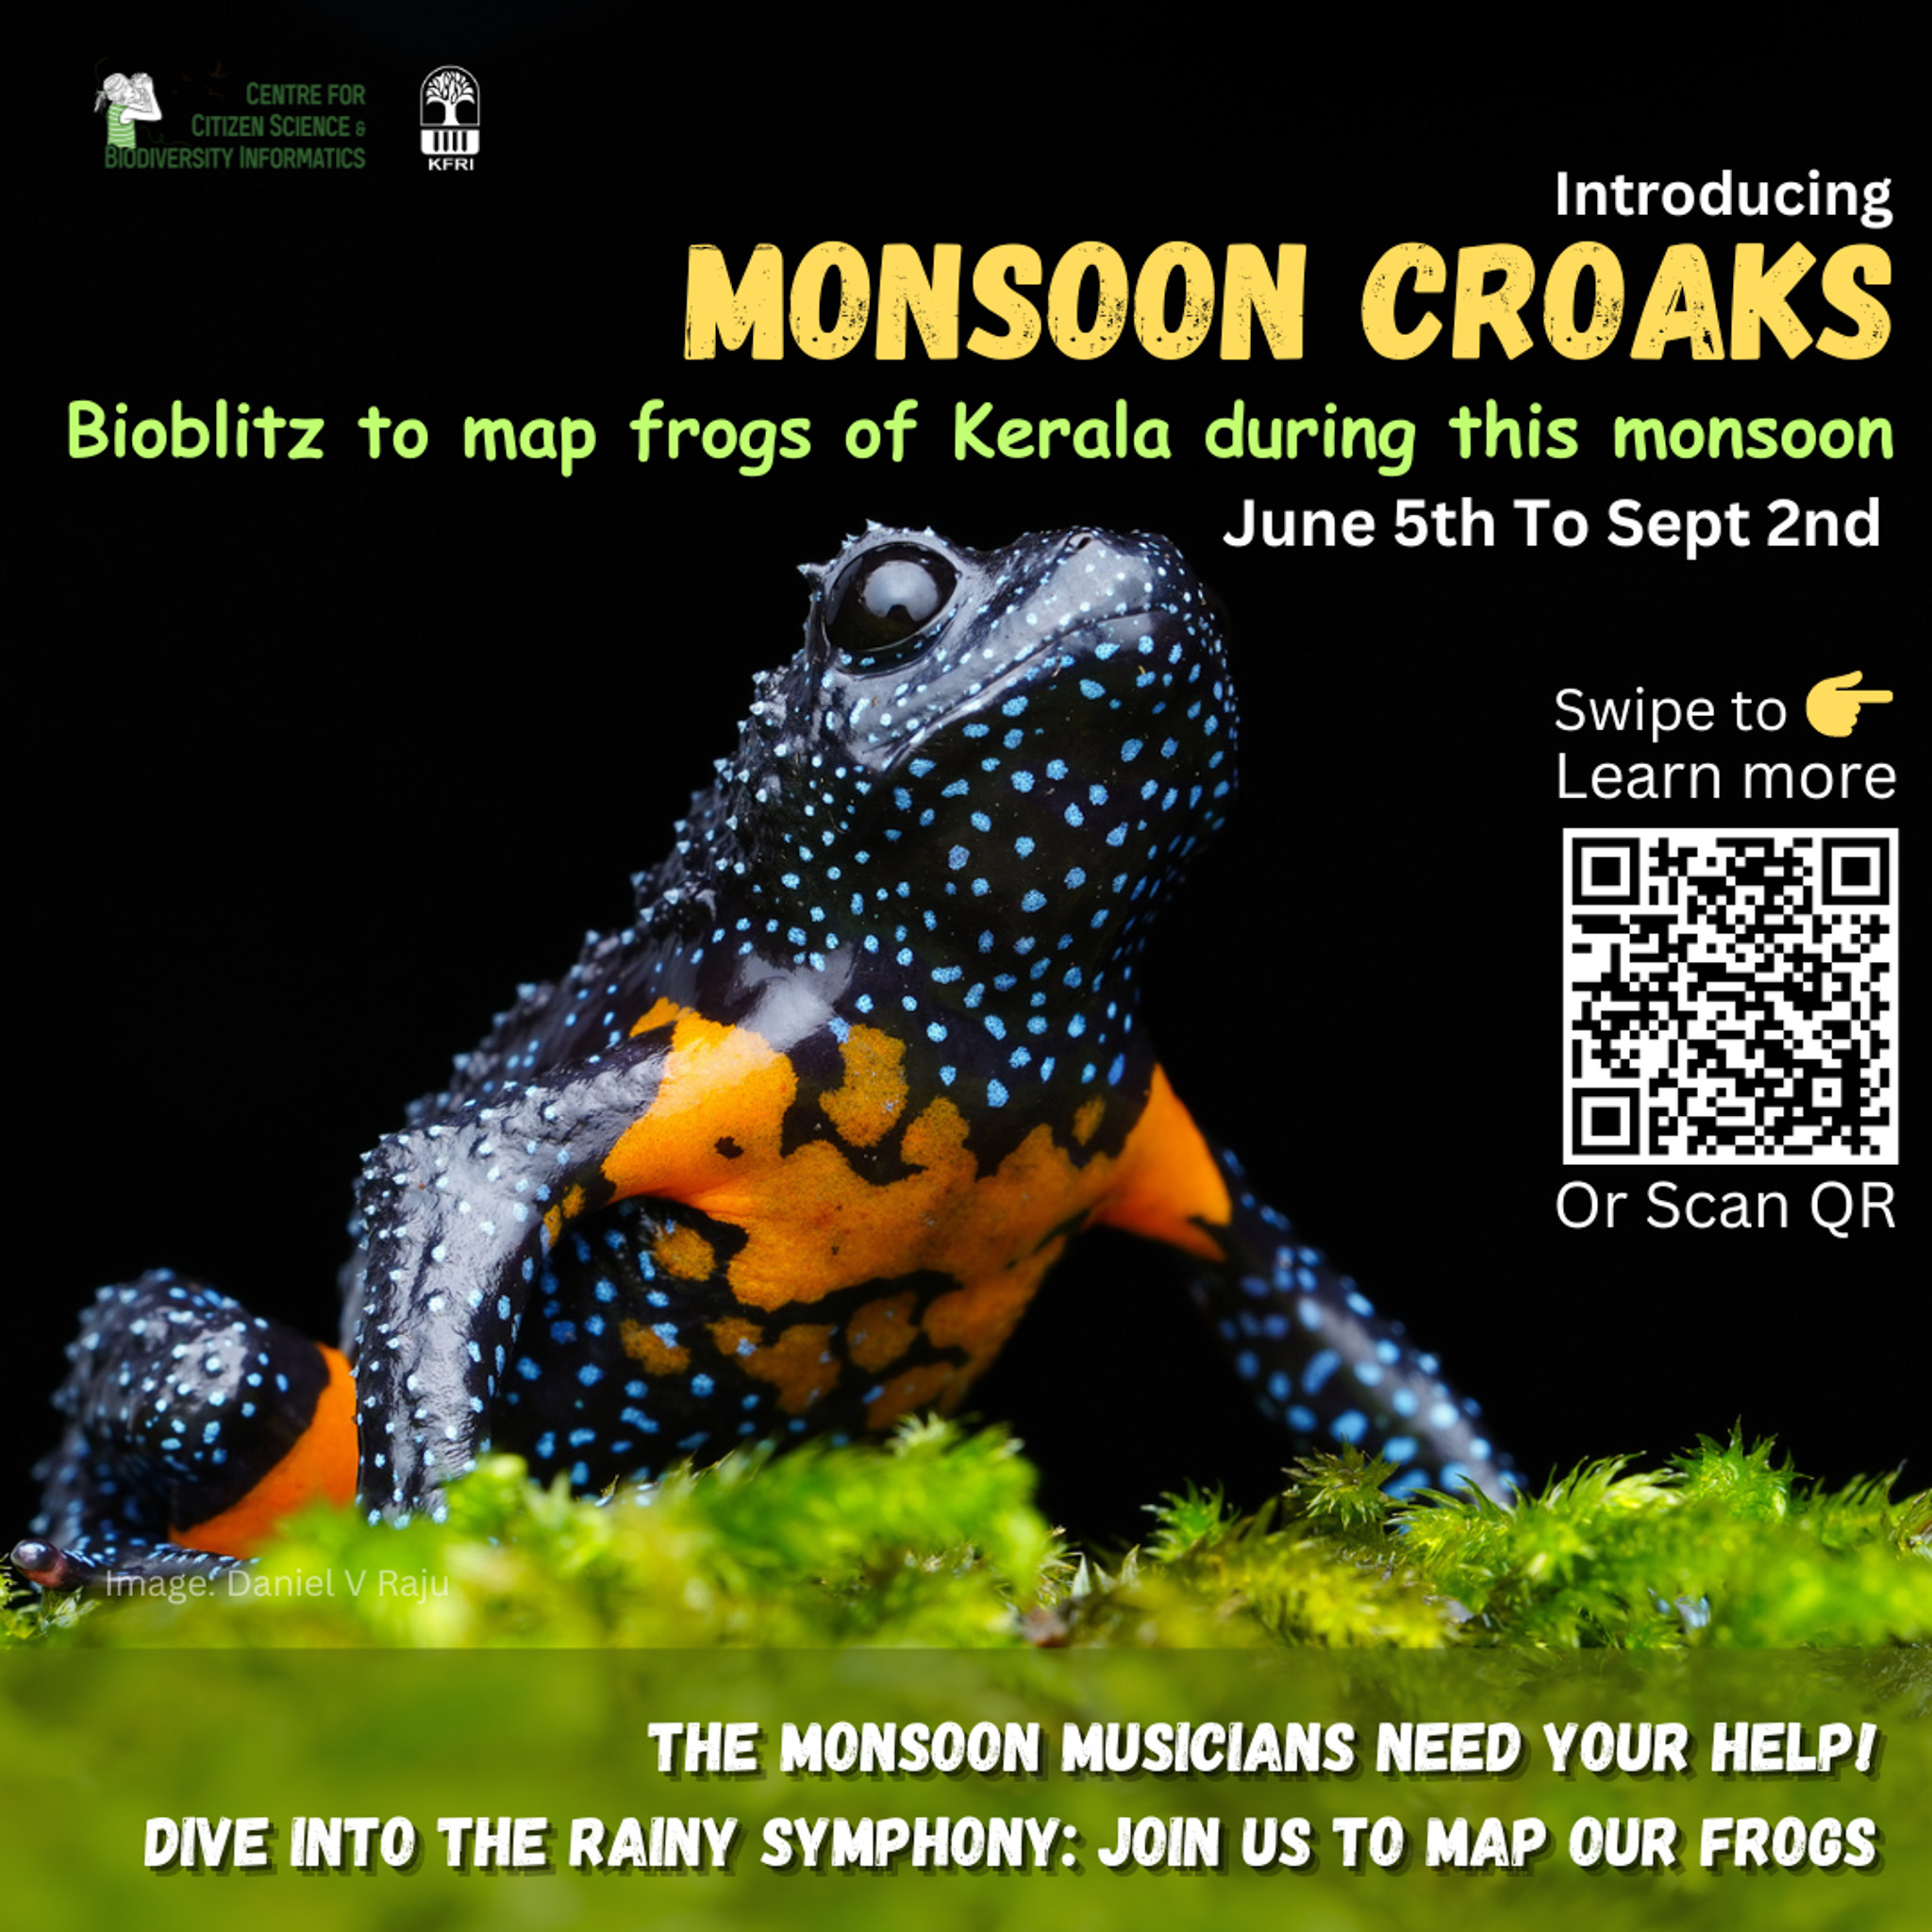 CENTRE FOR
CITIZEN SCIENCE &
BIODIVERSITY INFORMATICS
KFRI
Introducing
MONSOON CROAKS
Bioblitz to map frogs of Kerala during this monsoon
June 5th To Sept 2nd
Swipe to
Learn more
Or Scan QR
Image: Daniel V Raju
THE MONSOON MUSICIANS NEED YOUR HELP!
DIVE INTO THE RAINY SYMPHONY: JOIN US TO MAP OUR FROGS